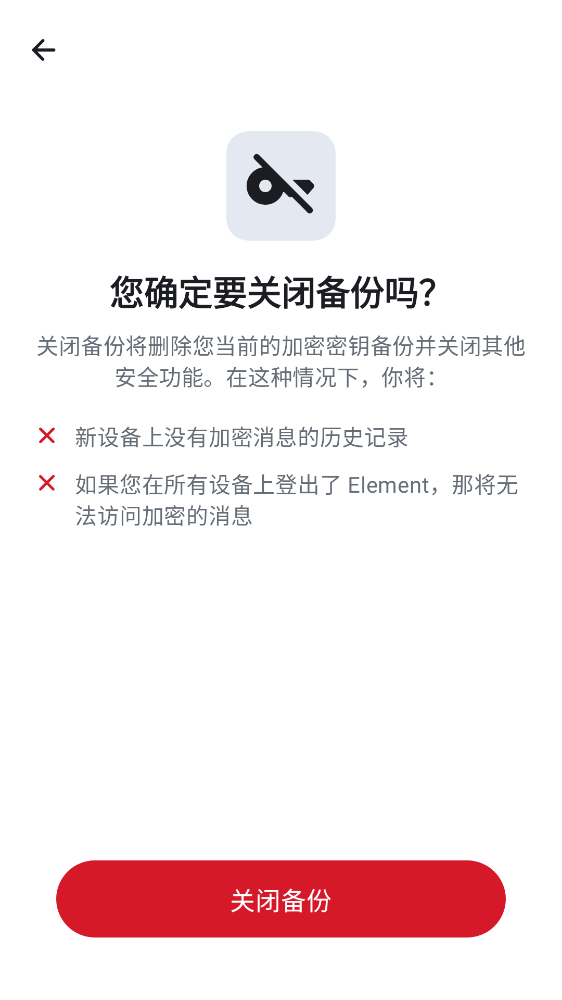 您确定要关闭备份吗？
关闭备份将删除您当前的加密密钥备份并关闭其他
安全功能。在这种情况下，你将：
新设备上没有加密消息的历史记录
如果您在所有设备上登出了 Element，那将无
法访问加密的消息
关闭备份